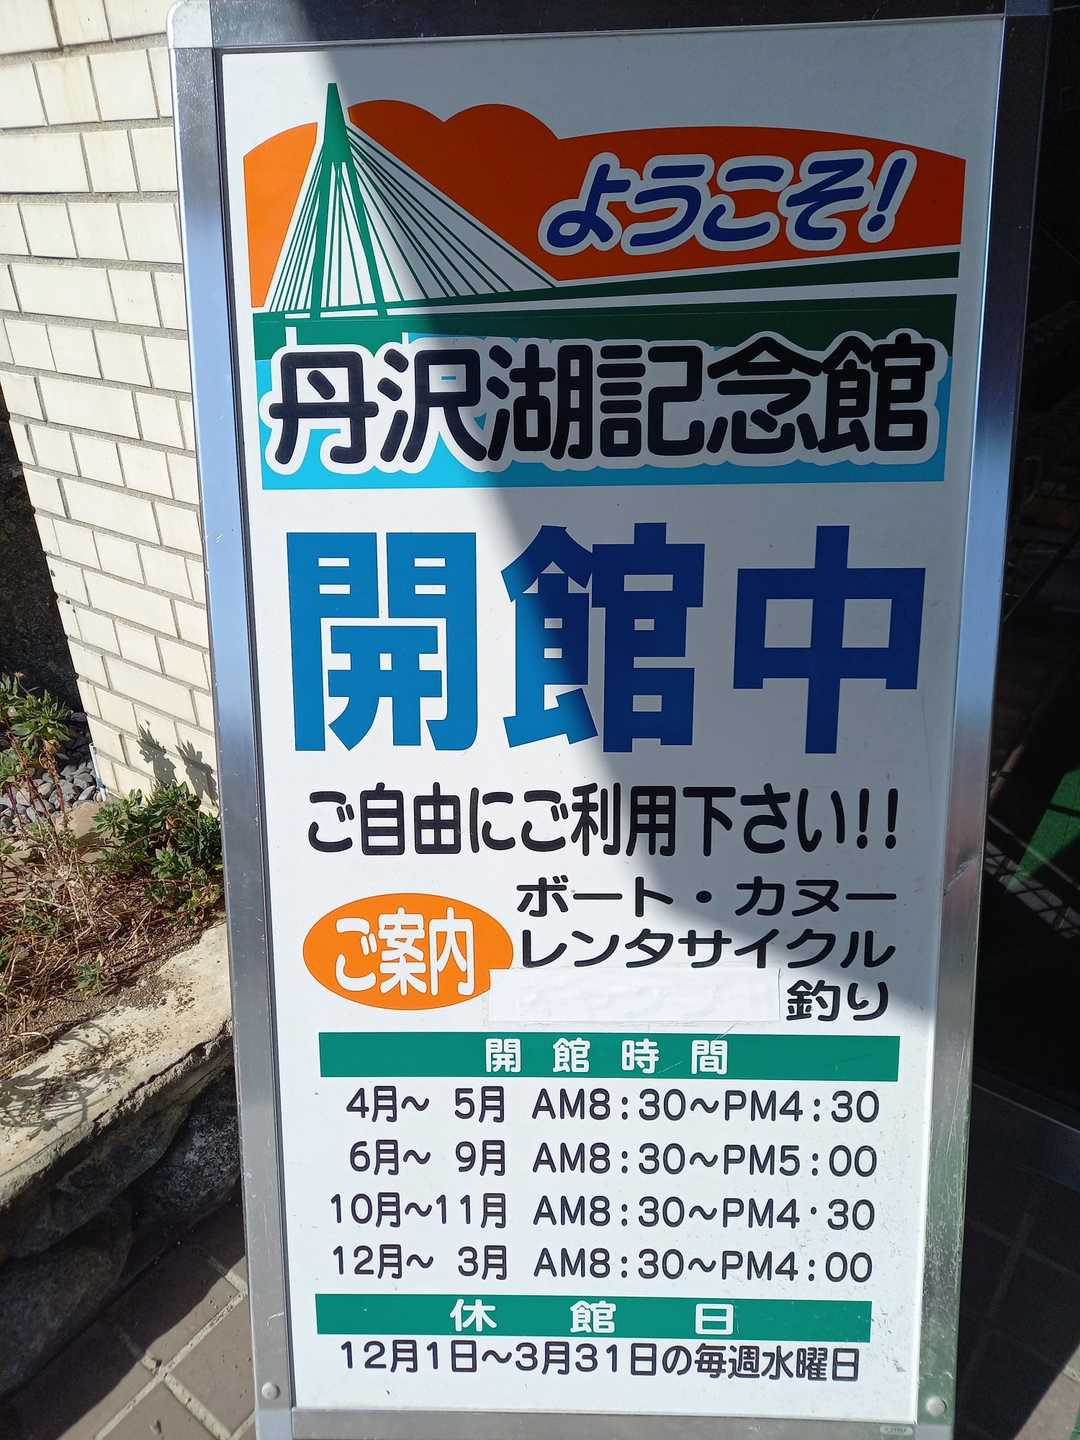 ようこそ!
丹沢湖記念館
開館中
ご自由にご利用下さい!!
ご案内
ボート・カヌー
レンタサイクル
釣り
開館時間
4月〜 5月 AM8:30〜PM4:30
6月〜 9月 AM8:30〜PM5:00
10月〜11月 AM8:30〜PM4:30
12月〜 3月 AM8:30〜PM4:00
休館日
12月1日〜3月31日の毎週水曜日